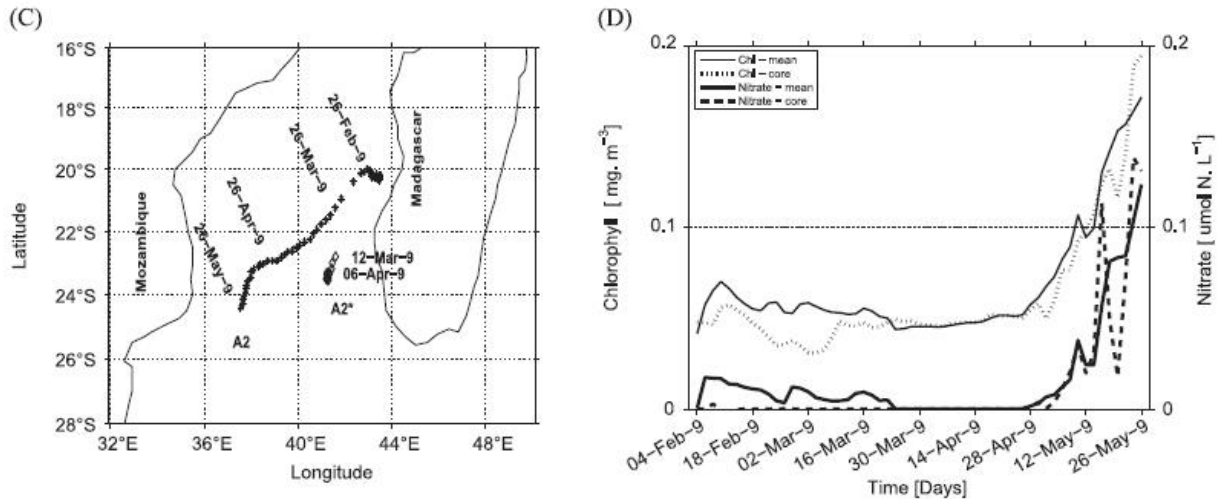 (C)
16°S
18°S
20°S
22°S
24°S
26°S
28°S
32°E
36°E
40°E
44°E
48°E
Latitude
Longitude
Mozambique
Madagascar
26–Feb–9
26–Mar–9
26–Apr–9
26–May–9
12–Mar–9
06–Apr–9
A2*
A2
(D)
0.2
0.1
0
Chlorophyll [ mg. m⁻³]
Chl – mean
Chl – core
Nitrate – mean
Nitrate – core
0.2
0.1
0
Nitrate [ umol N. L⁻¹]
04–Feb–9
18–Feb–9
02–Mar–9
16–Mar–9
30–Mar–9
14–Apr–9
28–Apr–9
12–May–9
26–May–9
Time [Days]